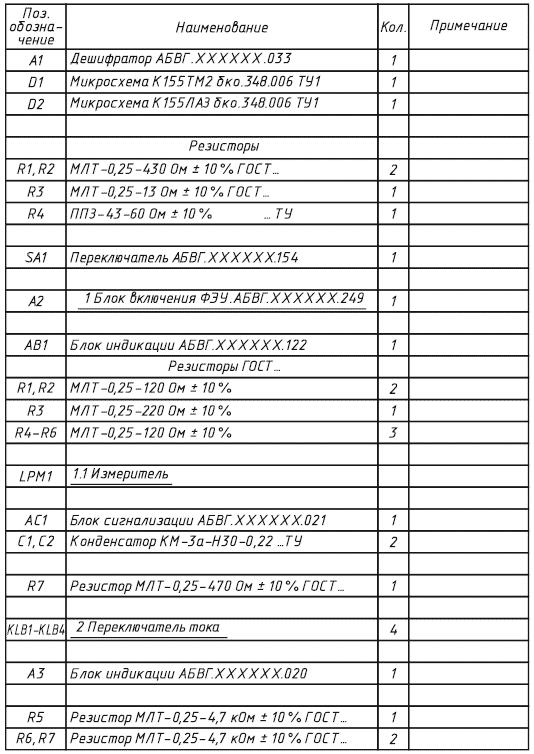 Поз. обозна- чение Наименование Кол. Примечание
A1 Дешифратор АБВГ.XXXXXX.033 1
D1 Микросхема К155ТМ2 бко.348.006 ТУ1 1
D2 Микросхема К155ЛАЗ бко.348.006 ТУ1 1
Резисторы
R1, R2 МЛТ-0,25-430 Ом ± 10% ГОСТ... 2
R3 МЛТ-0,25-13 Ом ± 10% ГОСТ... 1
R4 ППЗ-43-60 Ом ± 10% ...ТУ 1
SA1 Переключатель АБВГ.XXXXXX.154 1
A2 1 Блок включения ФЭУ.АБВГ.XXXXXX.249 1
AB1 Блок индикации АБВГ.XXXXXX.122 1
Резисторы ГОСТ...
R1, R2 МЛТ-0,25-120 Ом ± 10% 2
R3 МЛТ-0,25-220 Ом ± 10% 1
R4-R6 МЛТ-0,25-120 Ом ± 10% 3
LPM1 1.1 Измеритель
AC1 Блок сигнализации АБВГ.XXXXXX.021 1
C1, C2 Конденсатор КМ-3а-Н30-0,22 ...ТУ 2
R7 Резистор МЛТ-0,25-470 Ом ± 10% ГОСТ... 1
KLB1-KLB4 2 Переключатель тока 4
A3 Блок индикации АБВГ.XXXXXX.020 1
R5 Резистор МЛТ-0,25-4,7 кОм ± 10% ГОСТ... 1
R6, R7 Резистор МЛТ-0,25-4,7 кОм ± 10% ГОСТ... 2